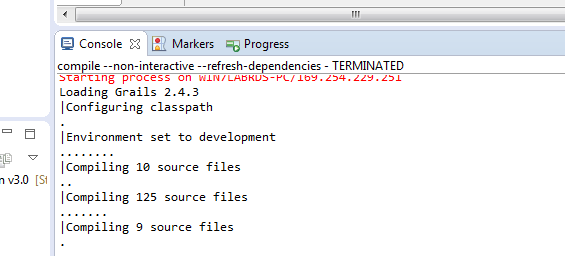 Console Markers Progress
compile --non-interactive --refresh-dependencies - TERMINATED
Starting process on WIN7LABRDS-PC/169.254.229.251
Loading Grails 2.4.3
|Configuring classpath
.
|Environment set to development
........
|Compiling 10 source files
..
n v3.0 [St
|Compiling 125 source files
.......
|Compiling 9 source files
.